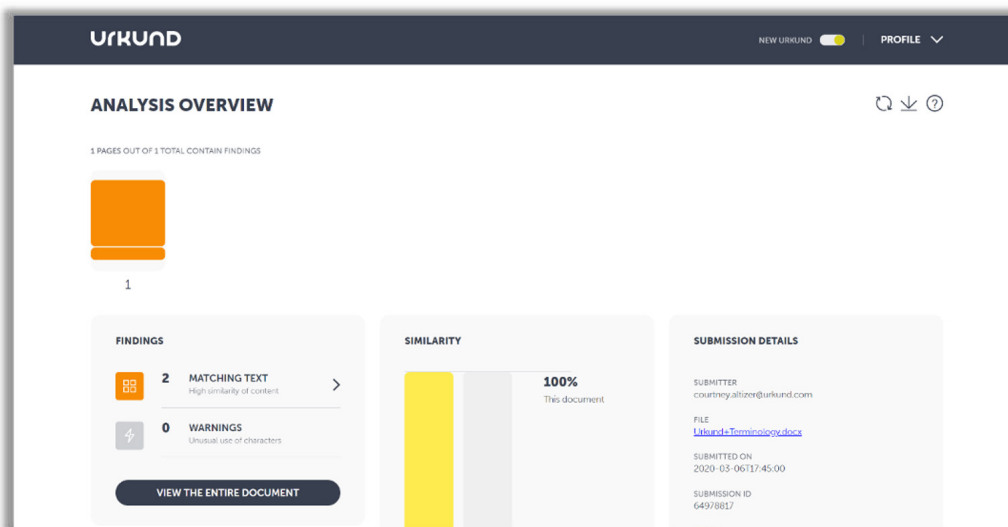 URKUND
NEW URKUND
PROFILE
ANALYSIS OVERVIEW
1 PAGES OUT OF 1 TOTAL CONTAIN FINDINGS
1
FINDINGS
2 MATCHING TEXT
High similarity of content
0 WARNINGS
Unusual use of characters
VIEW THE ENTIRE DOCUMENT
SIMILARITY
100%
This document
SUBMISSION DETAILS
SUBMITTER
courtney.altizer@urkund.com
FILE
Urkund+Terminology.docx
SUBMITTED ON
2020-03-06T17:45:00
SUBMISSION ID
64978817